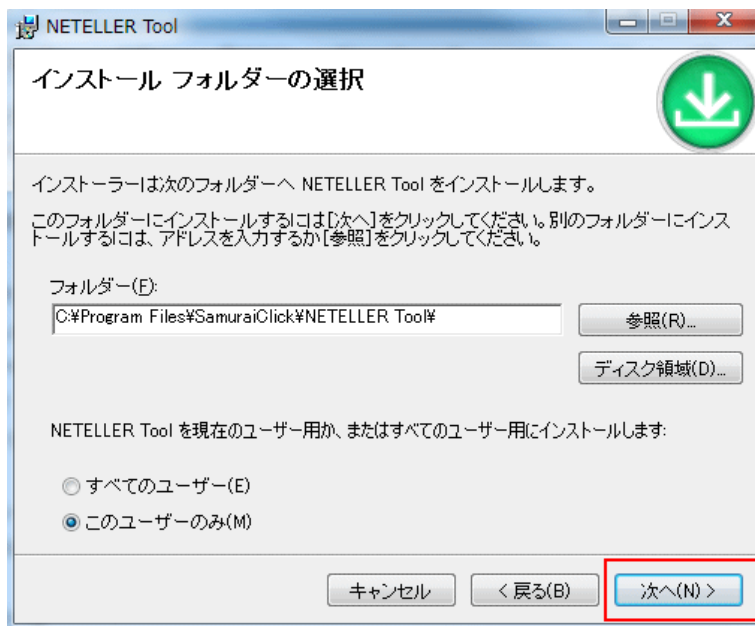 NETELLER Tool
インストール フォルダーの選択
インストーラーは次のフォルダーへ NETELLER Tool をインストールします。
このフォルダーにインストールするには[次へ]をクリックしてください。別のフォルダーにインス
トールするには、アドレスを入力するか[参照]をクリックしてください。
フォルダー(F):
C:¥Program Files¥SamuraiClick¥NETELLER Tool¥
参照(R)...
ディスク領域(D)...
NETELLER Tool を現在のユーザー用か、またはすべてのユーザー用にインストールします:
すべてのユーザー(E)
このユーザーのみ(M)
キャンセル
< 戻る(B)
次へ(N) >